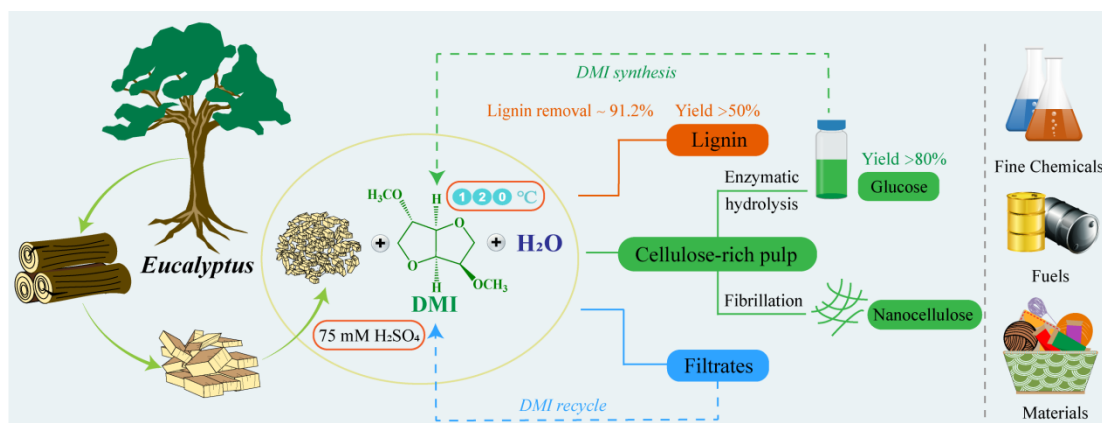 DMI synthesis
Lignin removal ~ 91.2% Yield >50%
Lignin
Enzymatic
hydrolysis
Yield >80%
Glucose
Eucalyptus
120 °C
H₃CO
H
O
O
H
OCH₃
DMI
H₂O
75 mM H₂SO₄
Cellulose-rich pulp
Fibrillation
Nanocellulose
Filtrates
DMI recycle
Fine Chemicals
Fuels
Materials